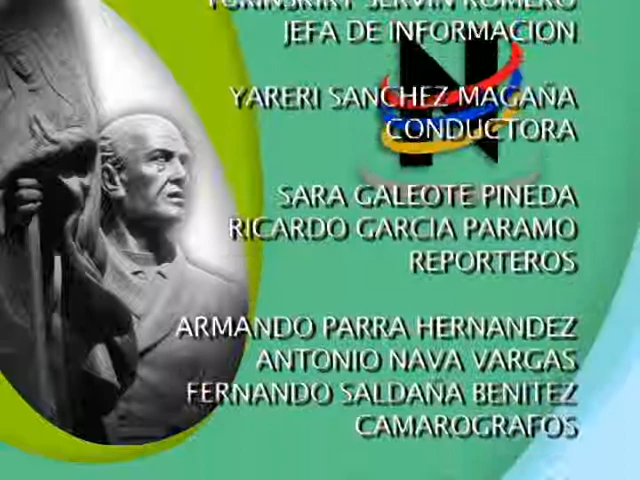 JEFA DE INFORMACION
YARERI SANCHEZ MAGAÑA
CONDUCTORA
SARA GALEOTE PINEDA
RICARDO GARCIA PARAMO
REPORTEROS
ARMANDO PARRA HERNANDEZ
ANTONIO NAVA VARGAS
FERNANDO SALDAÑA BENITEZ
CAMAROGRAFOS